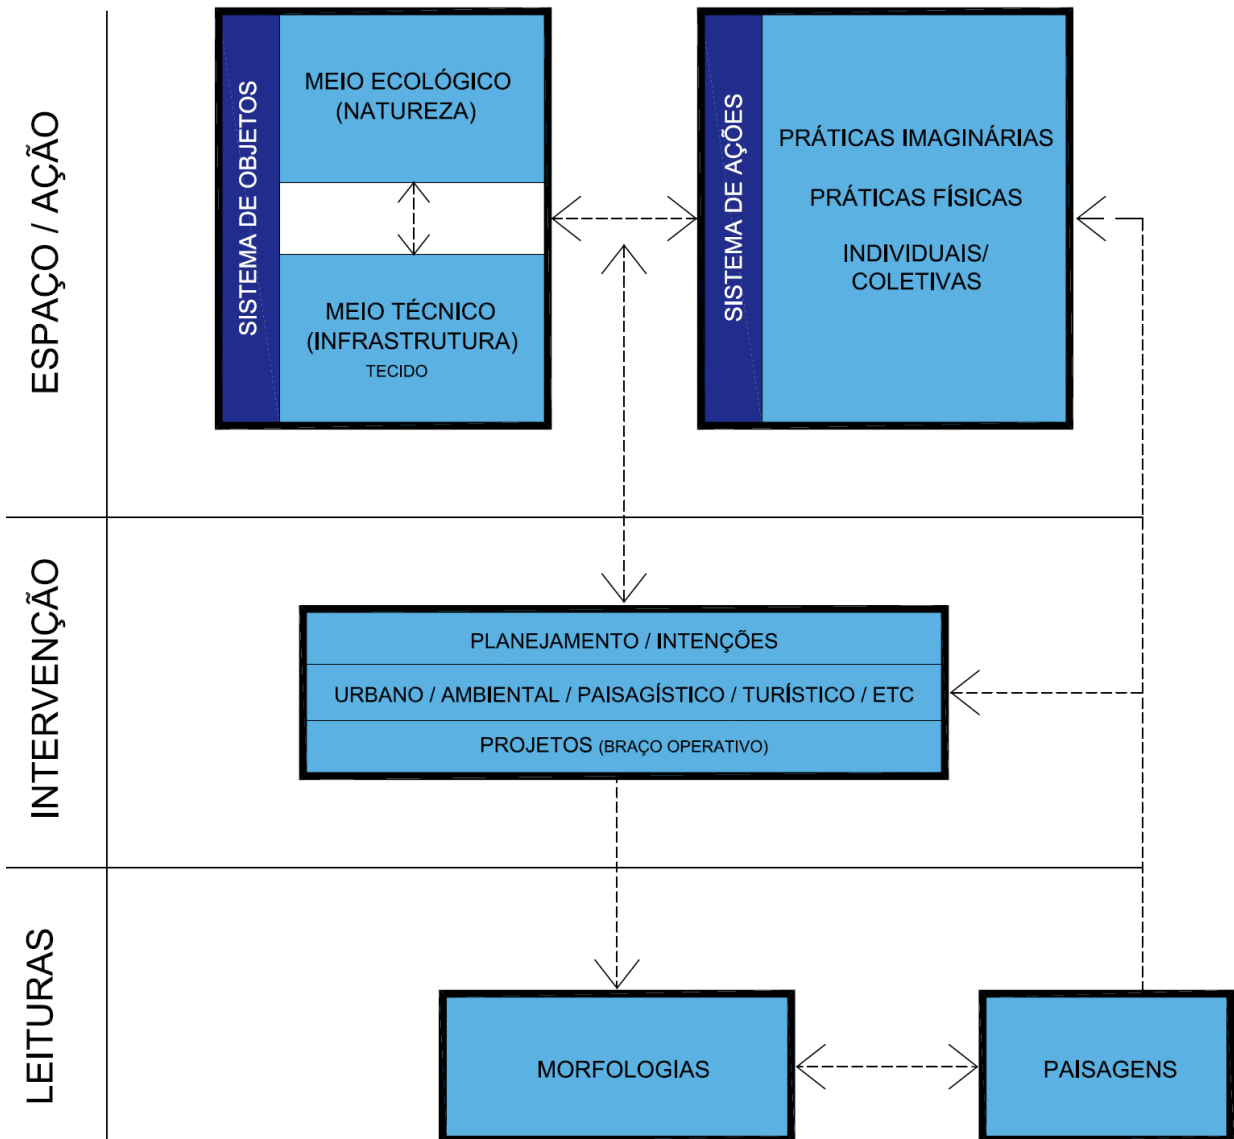 ESPAÇO / AÇÃO
SISTEMA DE OBJETOS
MEIO ECOLÓGICO
(NATUREZA)
MEIO TÉCNICO
(INFRASTRUTURA)
TECIDO
SISTEMA DE AÇÕES
PRÁTICAS IMAGINÁRIAS
PRÁTICAS FÍSICAS
INDIVIDUAIS/
COLETIVAS
INTERVENÇÃO
PLANEJAMENTO / INTENÇÕES
URBANO / AMBIENTAL / PAISAGÍSTICO / TURÍSTICO / ETC
PROJETOS (BRAÇO OPERATIVO)
LEITURAS
MORFOLOGIAS
PAISAGENS